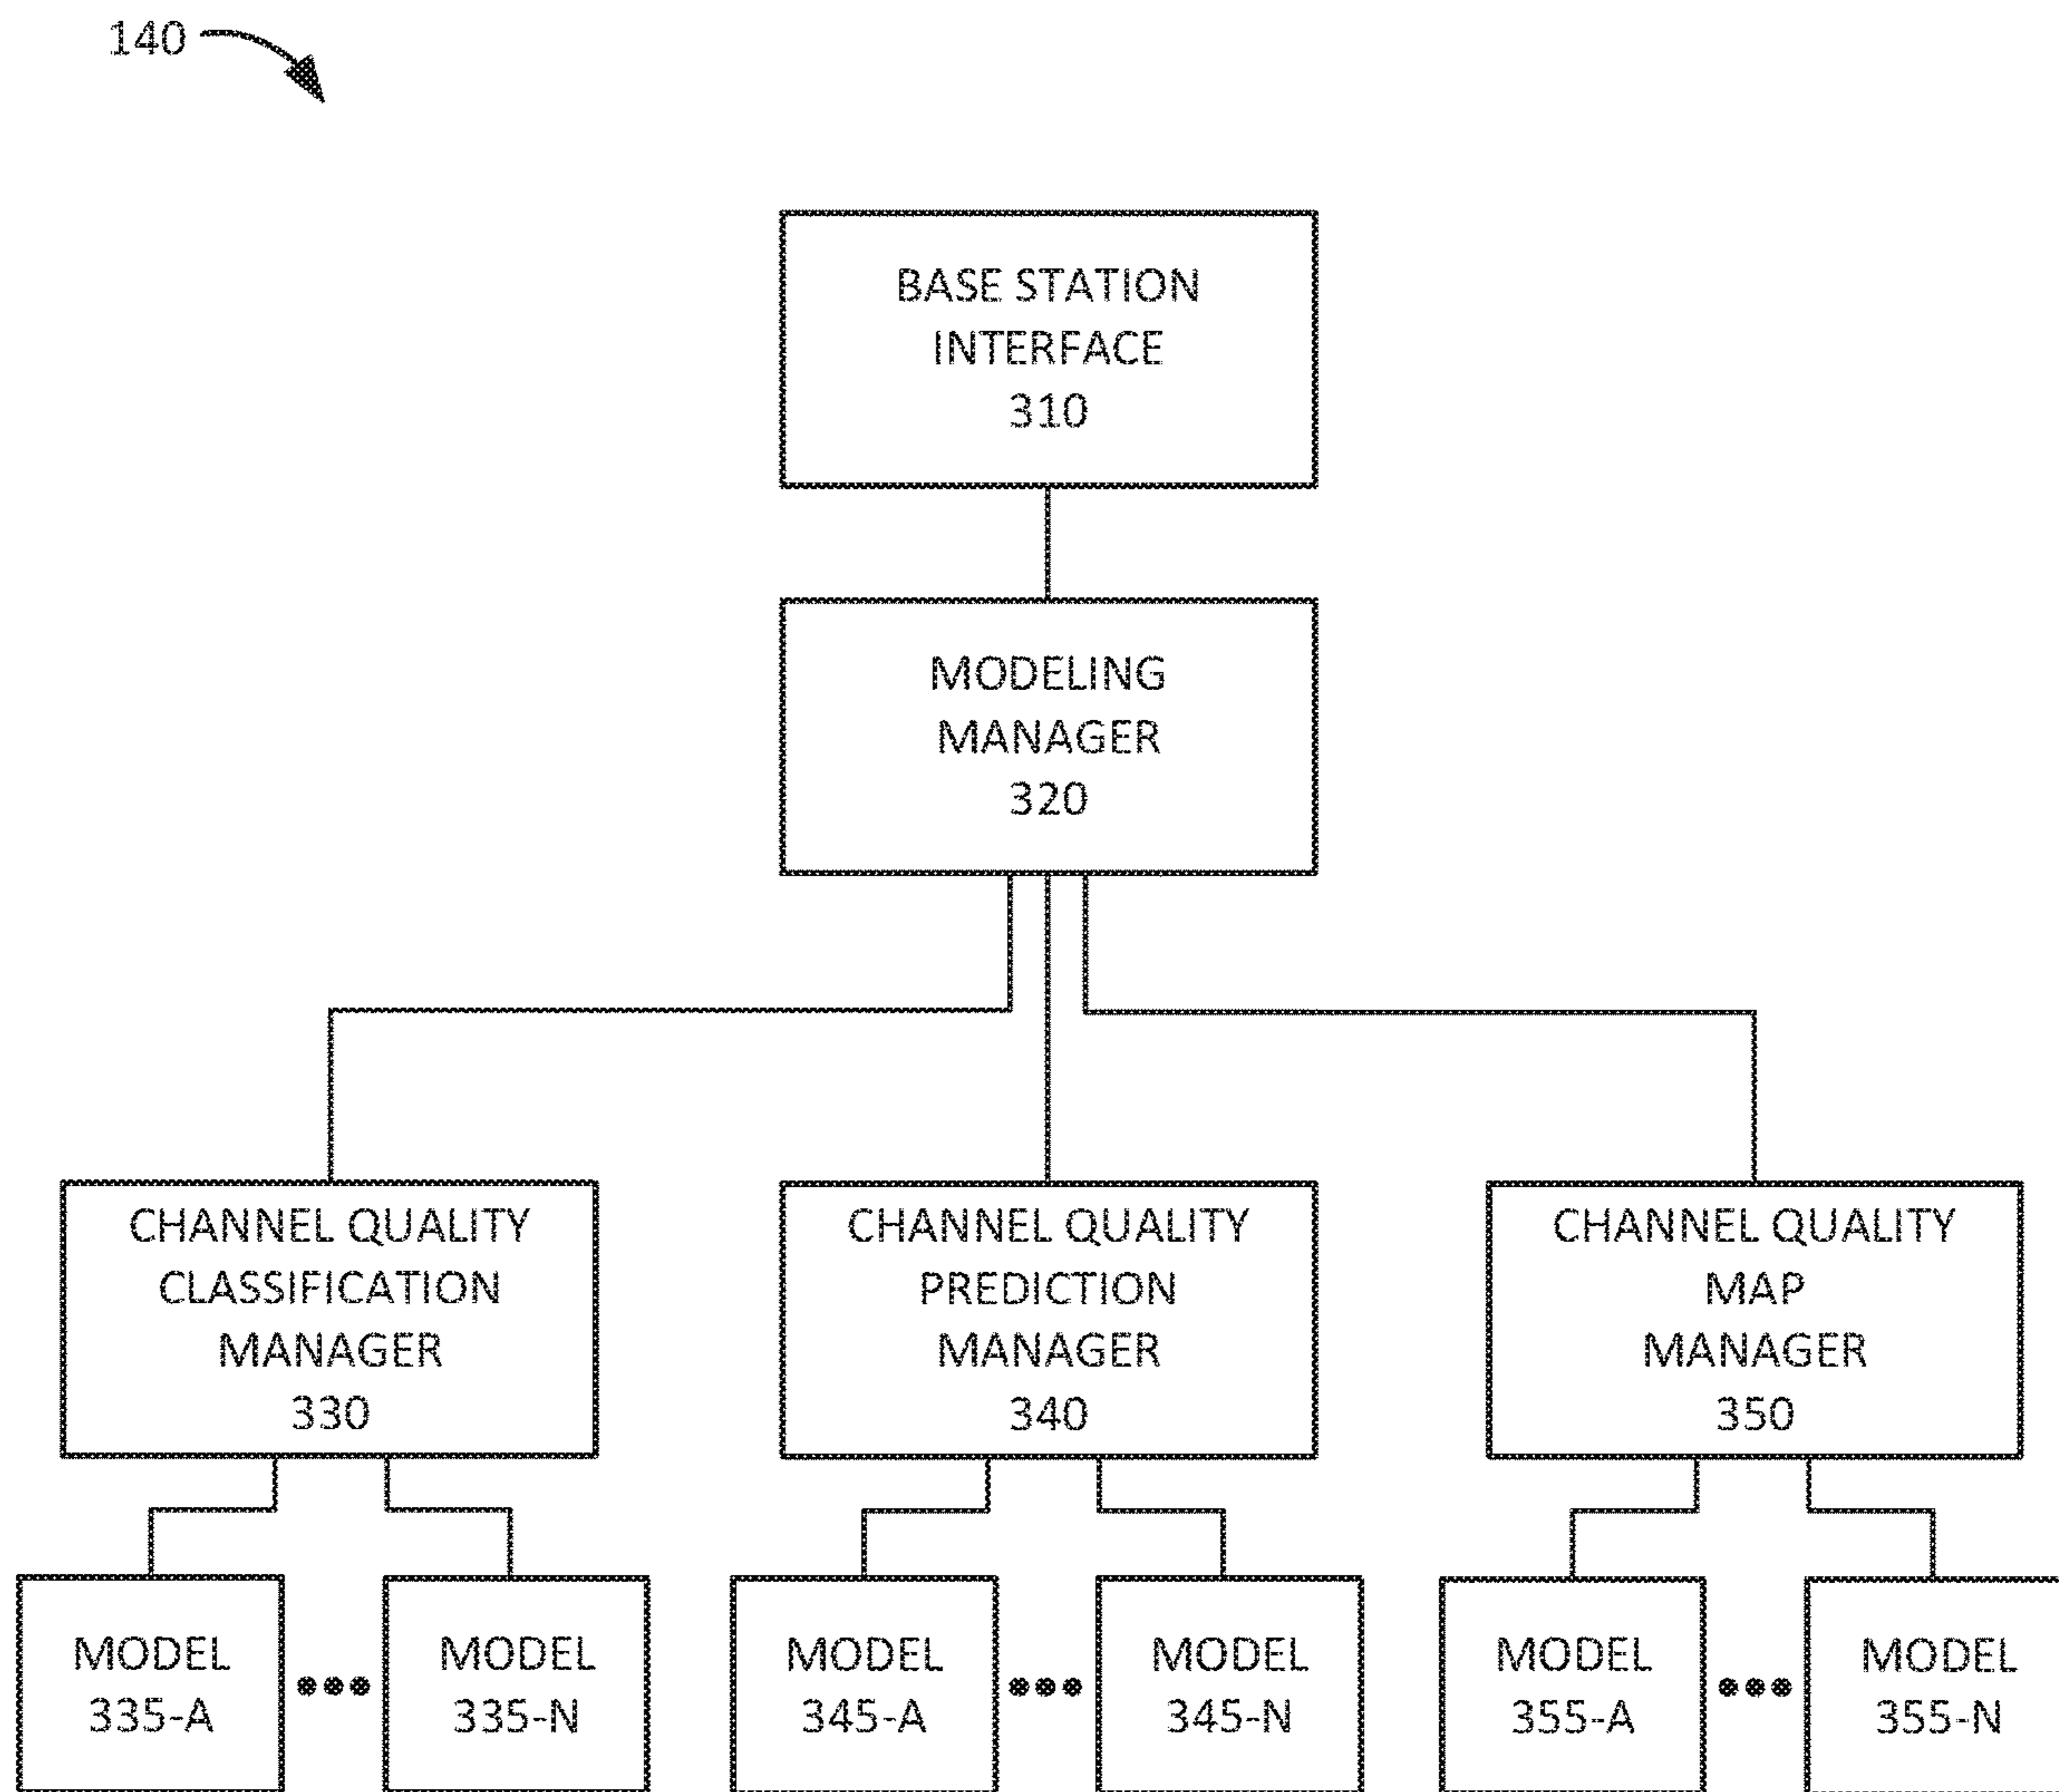 140
BASE STATION
INTERFACE
310
MODELING
MANAGER
320
CHANNEL QUALITY
CLASSIFICATION
MANAGER
330
CHANNEL QUALITY
PREDICTION
MANAGER
340
CHANNEL QUALITY
MAP
MANAGER
350
MODEL
335-A
MODEL
335-N
MODEL
345-A
MODEL
345-N
MODEL
355-A
MODEL
355-N